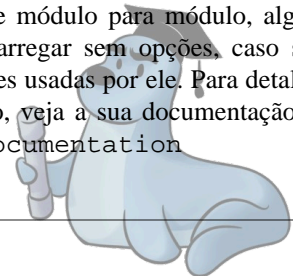 e módulo para módulo, alg
arregar sem opções, caso s
es usadas por ele. Para detal
o, veja a sua documentação
ocumentation